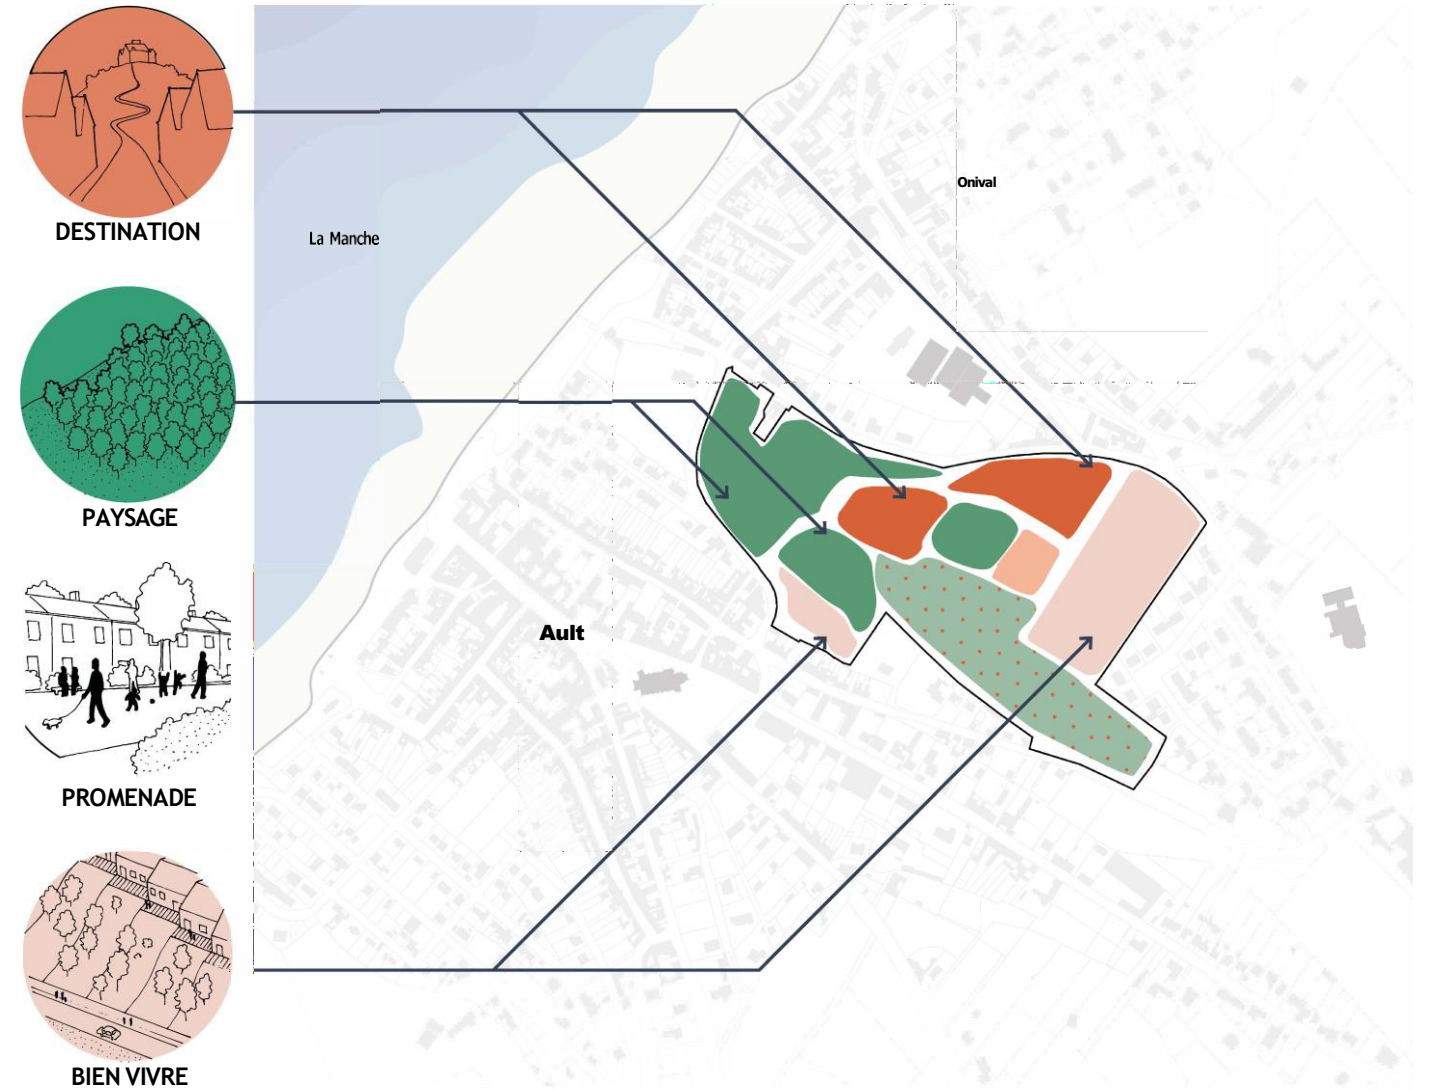 DESTINATION
La Manche
Onival
PAYSAGE
Ault
PROMENADE
BIEN VIVRE